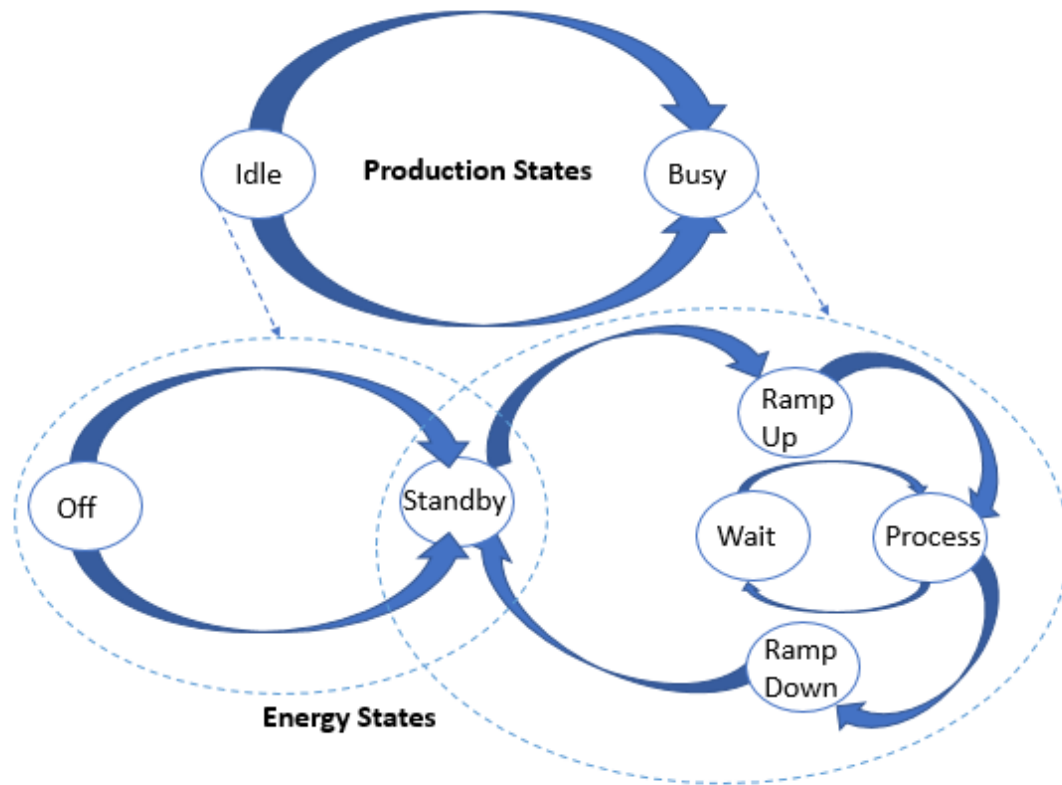 Idle
Production States
Busy
Ramp
Up
Off
Standby
Wait
Process
Ramp
Down
Energy States